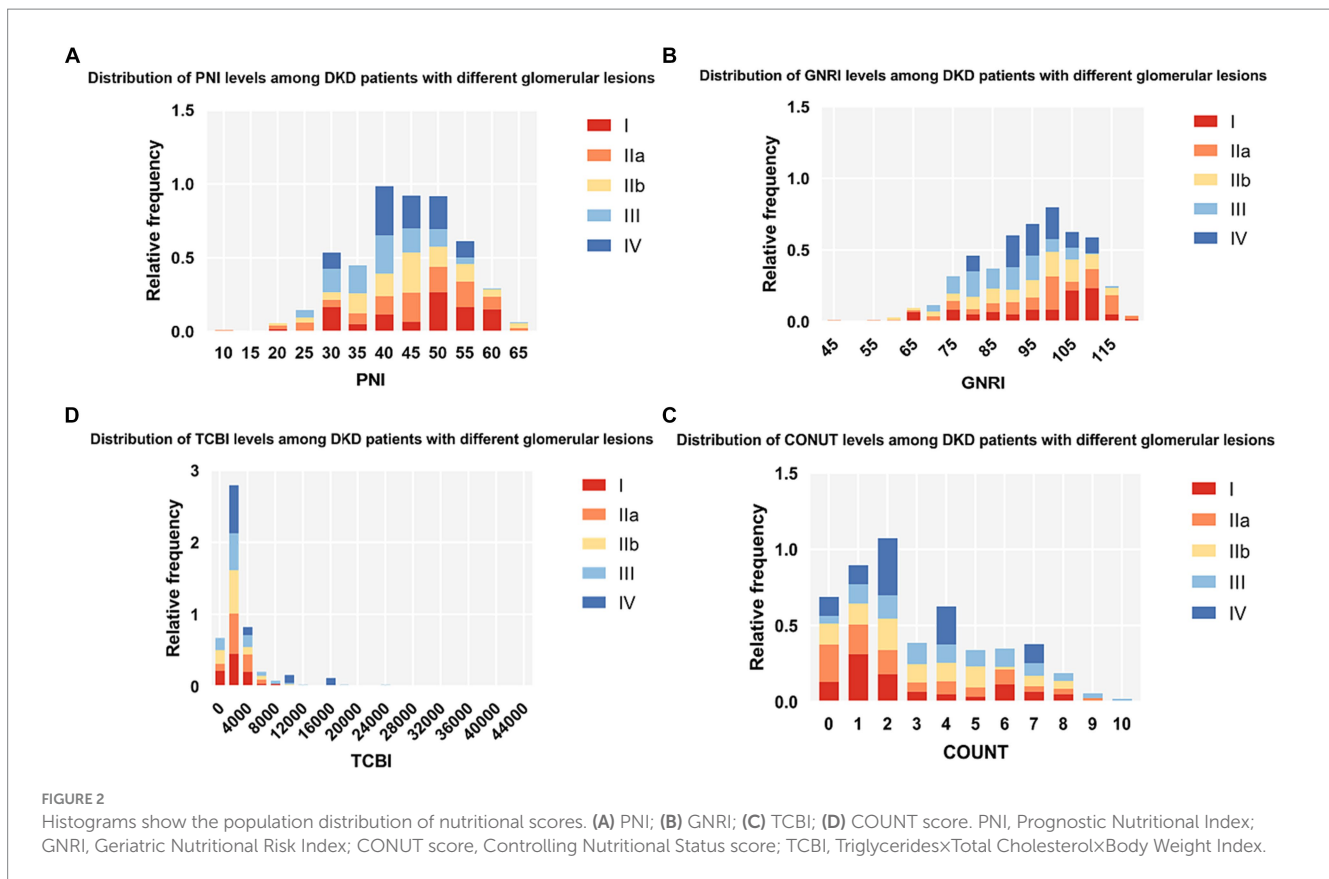 A
Distribution of PNI levels among DKD patients with different glomerular lesions
1.5
1.0
0.5
0.0
Relative frequency
10 15 20 25 30 35 40 45 50 55 60 65
PNI
I
IIa
IIb
III
IV
B
Distribution of GNRI levels among DKD patients with different glomerular lesions
1.5
1.0
0.5
0.0
Relative frequency
45 55 65 75 85 95 105 115
GNRI
I
IIa
IIb
III
IV
D
Distribution of TCBI levels among DKD patients with different glomerular lesions
3
2
1
0
Relative frequency
0 4000 8000 12000 16000 20000 24000 28000 32000 36000 40000 44000
TCBI
I
IIa
IIb
III
IV
C
Distribution of CONUT levels among DKD patients with different glomerular lesions
1.5
1.0
0.5
0.0
Relative frequency
0 1 2 3 4 5 6 7 8 9 10
COUNT
I
IIa
IIb
III
IV
FIGURE 2
Histograms show the population distribution of nutritional scores. (A) PNI; (B) GNRI; (C) TCBI; (D) COUNT score. PNI, Prognostic Nutritional Index;
GNRI, Geriatric Nutritional Risk Index; CONUT score, Controlling Nutritional Status score; TCBI, Triglycerides×Total Cholesterol×Body Weight Index.